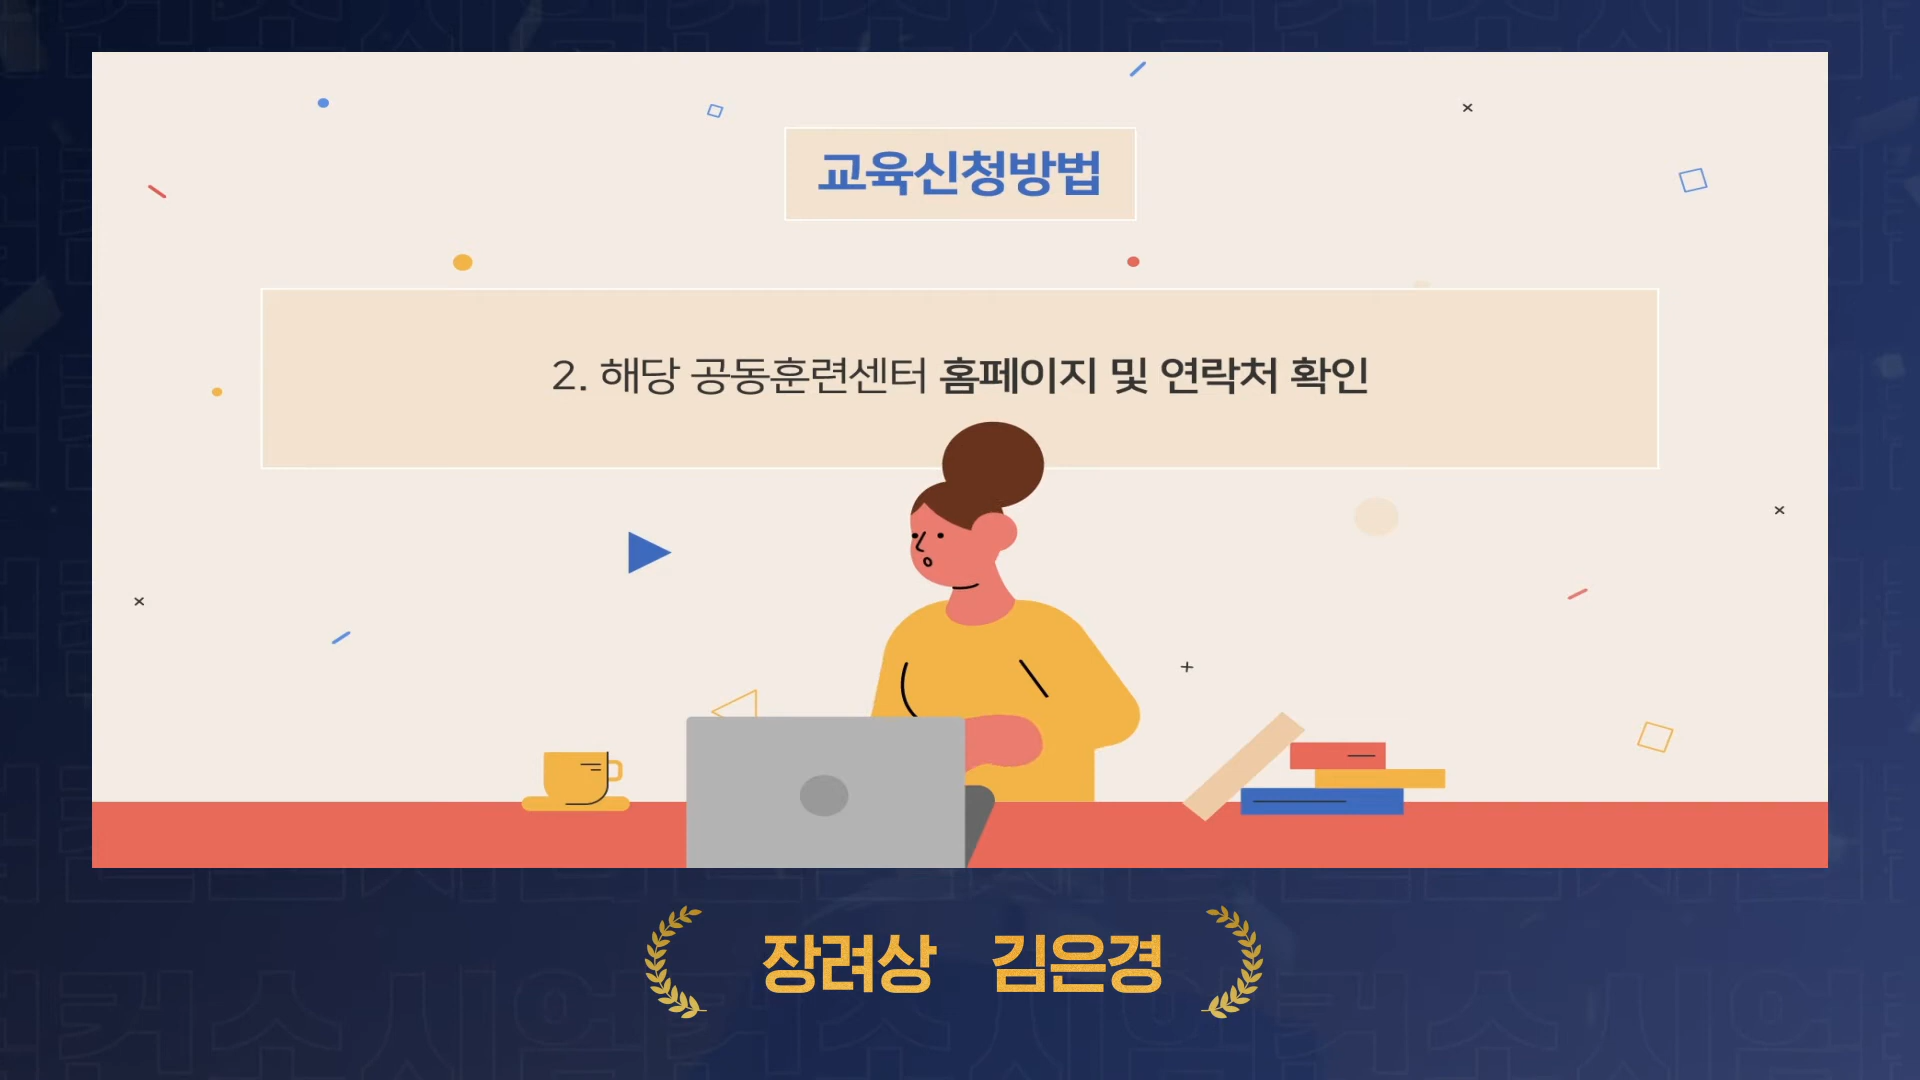 교육신청방법
2. 해당 공동훈련센터 홈페이지 및 연락처 확인
장려상 김은경